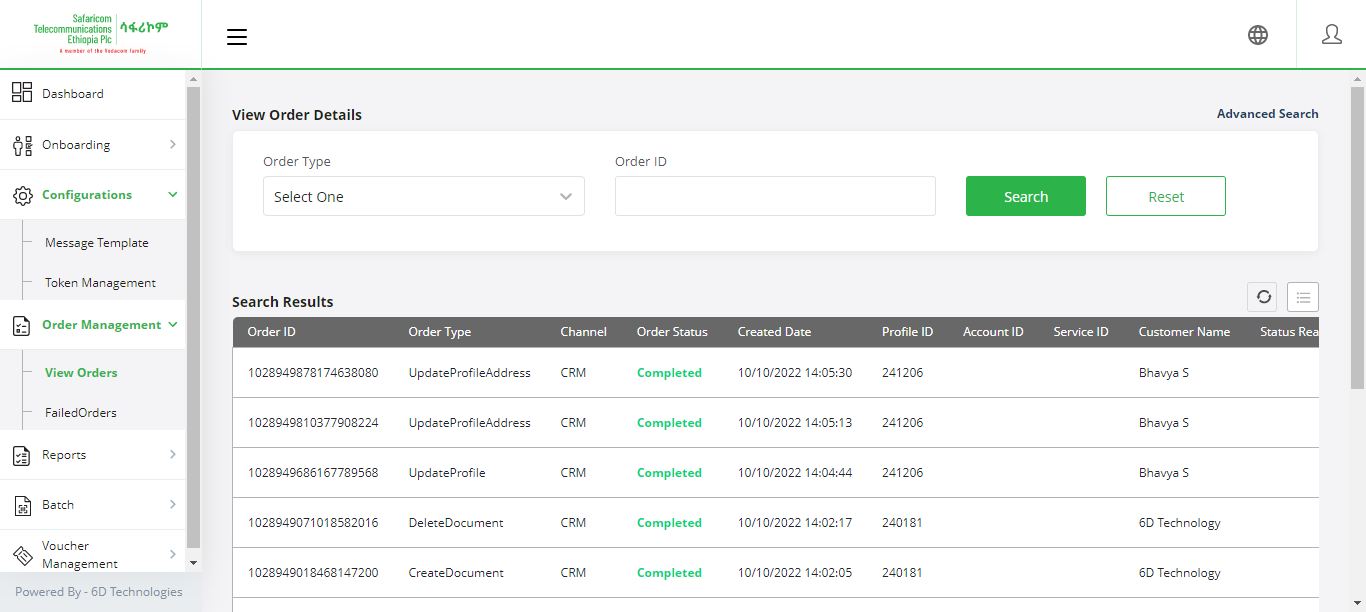 Safaricom
Telecommunications
Ethiopia Plc
ሳፋሪኮም
A member of the Vodacom family
Dashboard
Onboarding
Configurations
Message Template
Token Management
Order Management
View Orders
FailedOrders
Reports
Batch
Voucher
Management
Powered By - 6D Technologies
View Order Details
Advanced Search
Order Type
Order ID
Select One
Search
Reset
Search Results
Order ID Order Type Channel Order Status Created Date Profile ID Account ID Service ID Customer Name Status Rea
1028949878174638080 UpdateProfileAddress CRM Completed 10/10/2022 14:05:30 241206 Bhavya S
1028949810377908224 UpdateProfileAddress CRM Completed 10/10/2022 14:05:13 241206 Bhavya S
1028949686167789568 UpdateProfile CRM Completed 10/10/2022 14:04:44 241206 Bhavya S
1028949071018582016 DeleteDocument CRM Completed 10/10/2022 14:02:17 240181 6D Technology
1028949018468147200 CreateDocument CRM Completed 10/10/2022 14:02:05 240181 6D Technology